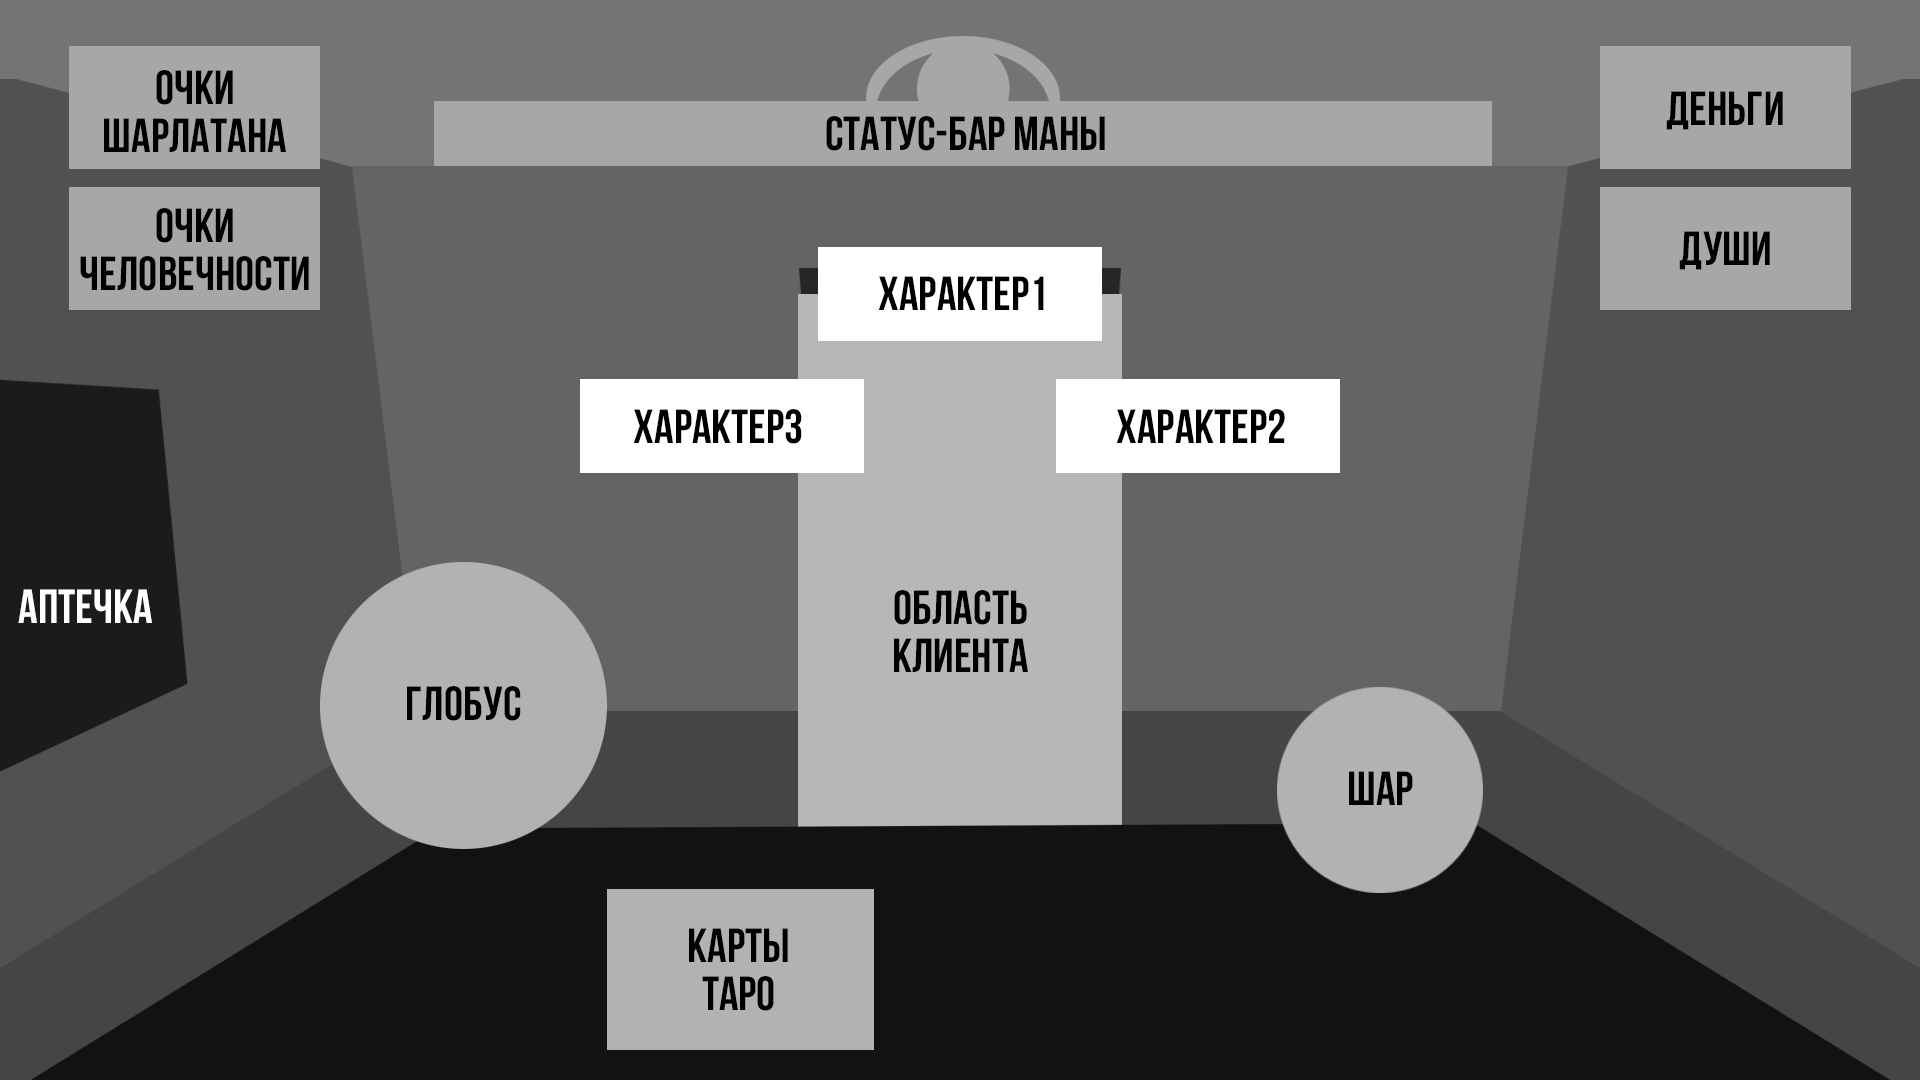 ОЧКИ
ШАРЛАТАНА
ОЧКИ
ЧЕЛОВЕЧНОСТИ
СТАТУС-БАР МАНЫ
ДЕНЬГИ
ДУШИ
ХАРАКТЕР1
ХАРАКТЕР3
ХАРАКТЕР2
АПТЕЧКА
ОБЛАСТЬ
КЛИЕНТА
ГЛОБУС
ШАР
КАРТЫ
ТАРО